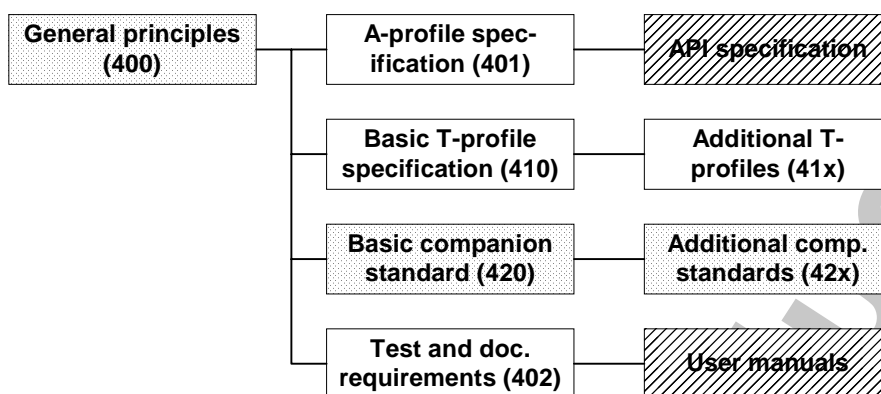 General principles
(400)
A-profile spec-
ification (401)
API specification
Basic T-profile
specification (410)
Additional T-
profiles (41x)
Basic companion
standard (420)
Additional comp.
standards (42x)
Test and doc.
requirements (402)
User manuals